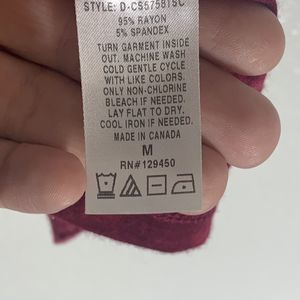 STYLE: D-CS5758TSC
95% RAYON
5% SPANDEX
TURN GARMENT INSIDE
OUT. MACHINE WASH
COLD GENTLE CYCLE
WITH LIKE COLORS.
ONLY NON-CHLORINE
BLEACH IF NEEDED.
LAY FLAT TO DRY.
COOL IRON IF NEEDED.
MADE IN CANADA
M
RN#129450